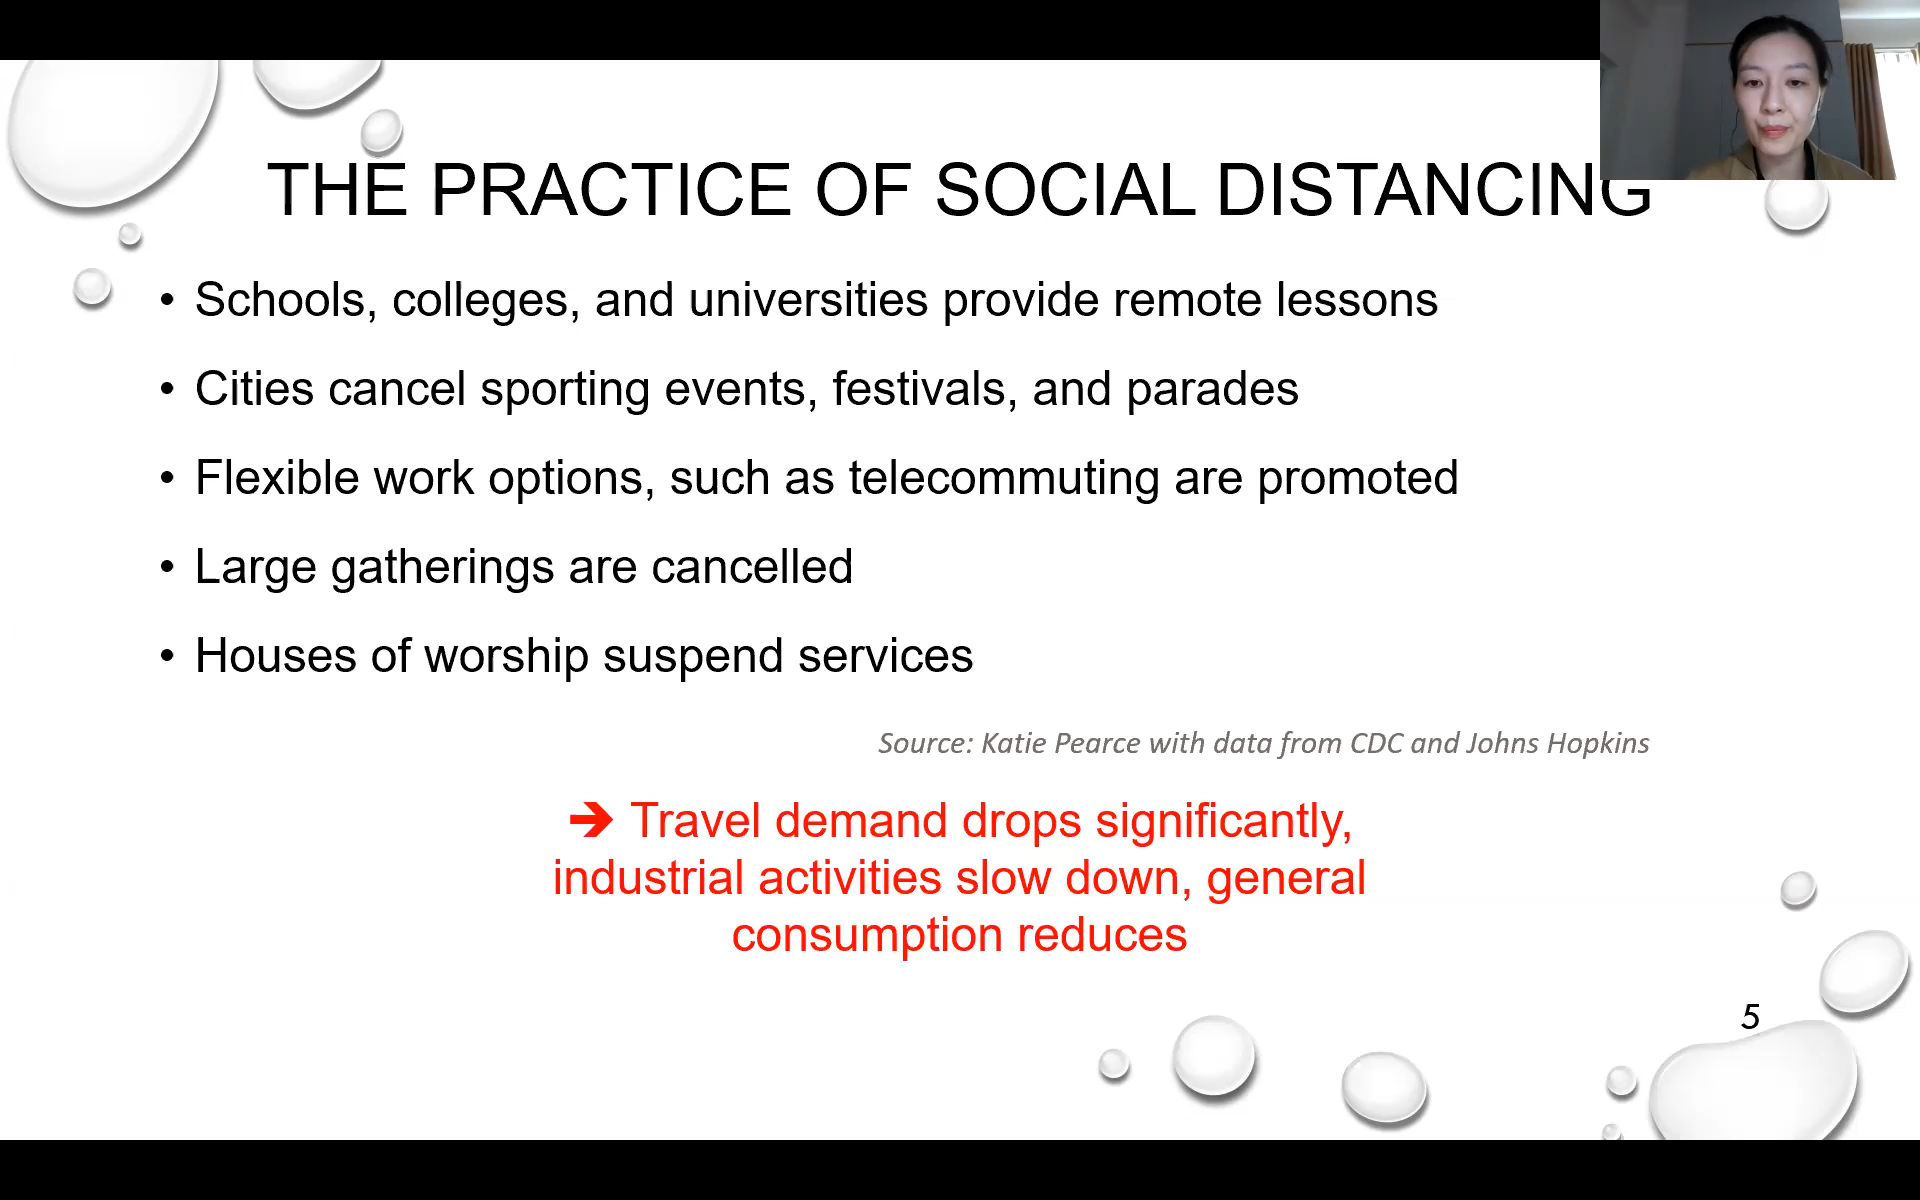 THE PRACTICE OF SOCIAL DISTANCING
• Schools, colleges, and universities provide remote lessons
• Cities cancel sporting events, festivals, and parades
• Flexible work options, such as telecommuting are promoted
• Large gatherings are cancelled
• Houses of worship suspend services
Source: Katie Pearce with data from CDC and Johns Hopkins
➔ Travel demand drops significantly,
industrial activities slow down, general
consumption reduces
5